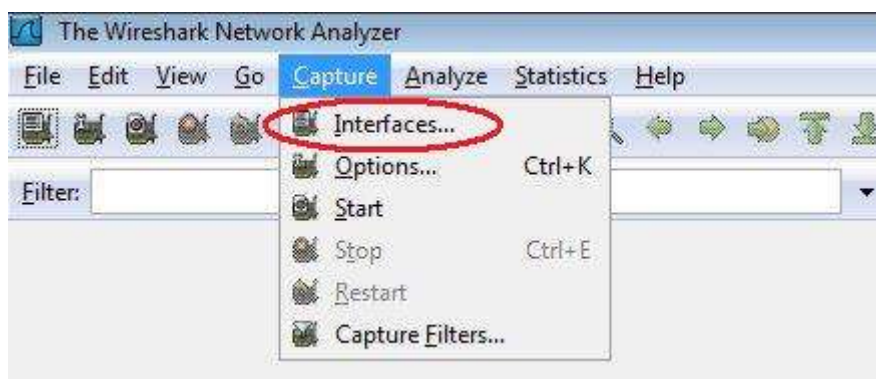 The Wireshark Network Analyzer
File Edit View Go Capture Analyze Statistics Help
Interfaces...
Options... Ctrl+K
Filter:
Start
Stop Ctrl+E
Restart
Capture Filters...